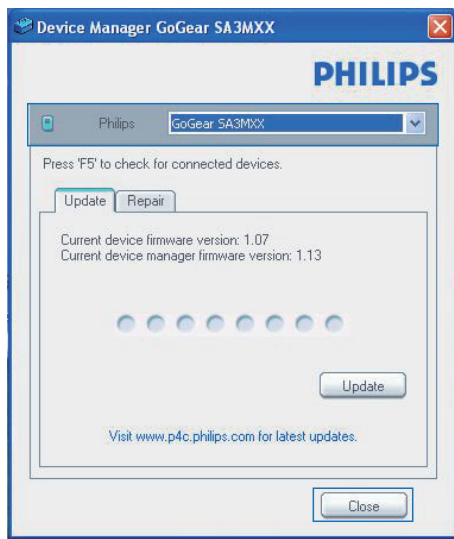 Device Manager GoGear SA3MXX
PHILIPS
Philips GoGear SA3MXX
Press 'F5' to check for connected devices.
Update Repair
Current device firmware version: 1.07
Current device manager firmware version: 1.13
Update
Visit www.p4c.philips.com for latest updates.
Close